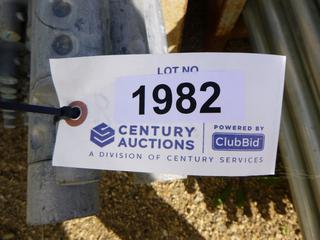 LOT NO
1982
CENTURY
AUCTIONS
POWERED BY
ClubBid
A DIVISION OF CENTURY SERVICES